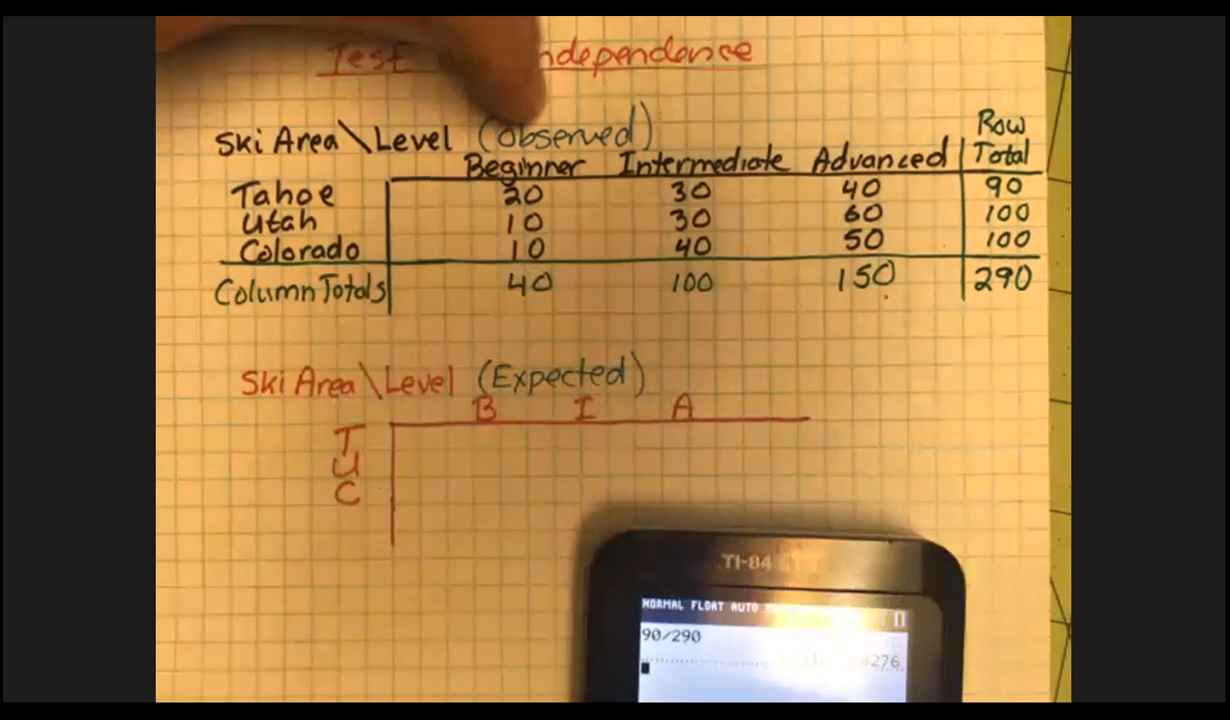 Test ndependence
Ski Area\Level (Observed)
Row
Beginner Intermediate Advanced Total
Tahoe 20 30 40 90
Utah 10 30 60 100
Colorado 10 40 50 100
Column Totals 40 100 150 290
Ski Area\Level (Expected)
B I A
T
U
C
TI-84
NORMAL FLOAT AUTO
90/290
276